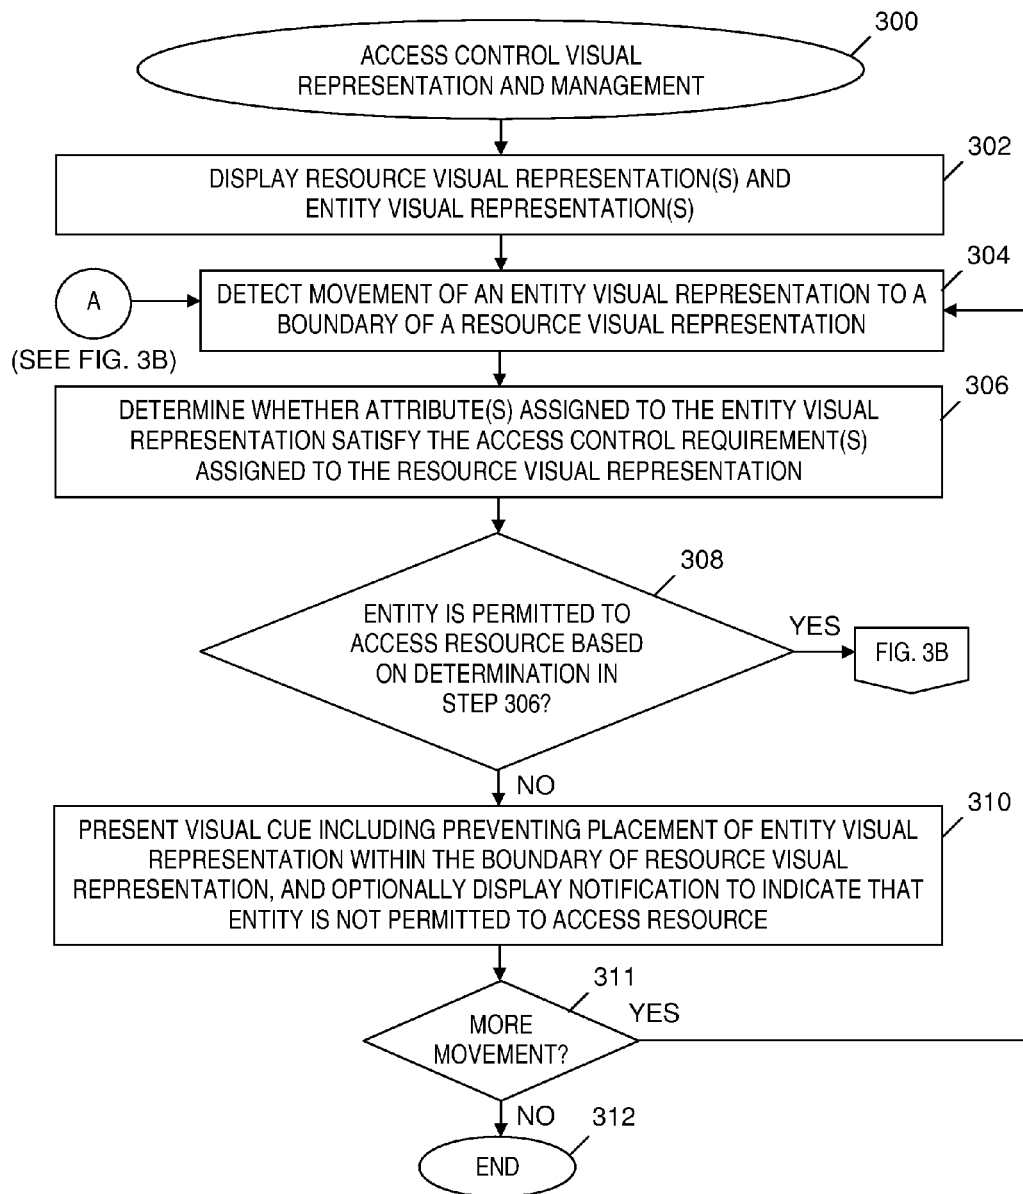 300
ACCESS CONTROL VISUAL
REPRESENTATION AND MANAGEMENT
302
DISPLAY RESOURCE VISUAL REPRESENTATION(S) AND
ENTITY VISUAL REPRESENTATION(S)
304
A
(SEE FIG. 3B)
DETECT MOVEMENT OF AN ENTITY VISUAL REPRESENTATION TO A
BOUNDARY OF A RESOURCE VISUAL REPRESENTATION
306
DETERMINE WHETHER ATTRIBUTE(S) ASSIGNED TO THE ENTITY VISUAL
REPRESENTATION SATISFY THE ACCESS CONTROL REQUIREMENT(S)
ASSIGNED TO THE RESOURCE VISUAL REPRESENTATION
308
ENTITY IS PERMITTED TO
ACCESS RESOURCE BASED
ON DETERMINATION IN
STEP 306?
YES
FIG. 3B
NO
310
PRESENT VISUAL CUE INCLUDING PREVENTING PLACEMENT OF ENTITY VISUAL
REPRESENTATION WITHIN THE BOUNDARY OF RESOURCE VISUAL
REPRESENTATION, AND OPTIONALLY DISPLAY NOTIFICATION TO INDICATE THAT
ENTITY IS NOT PERMITTED TO ACCESS RESOURCE
311
MORE
MOVEMENT?
YES
NO
312
END